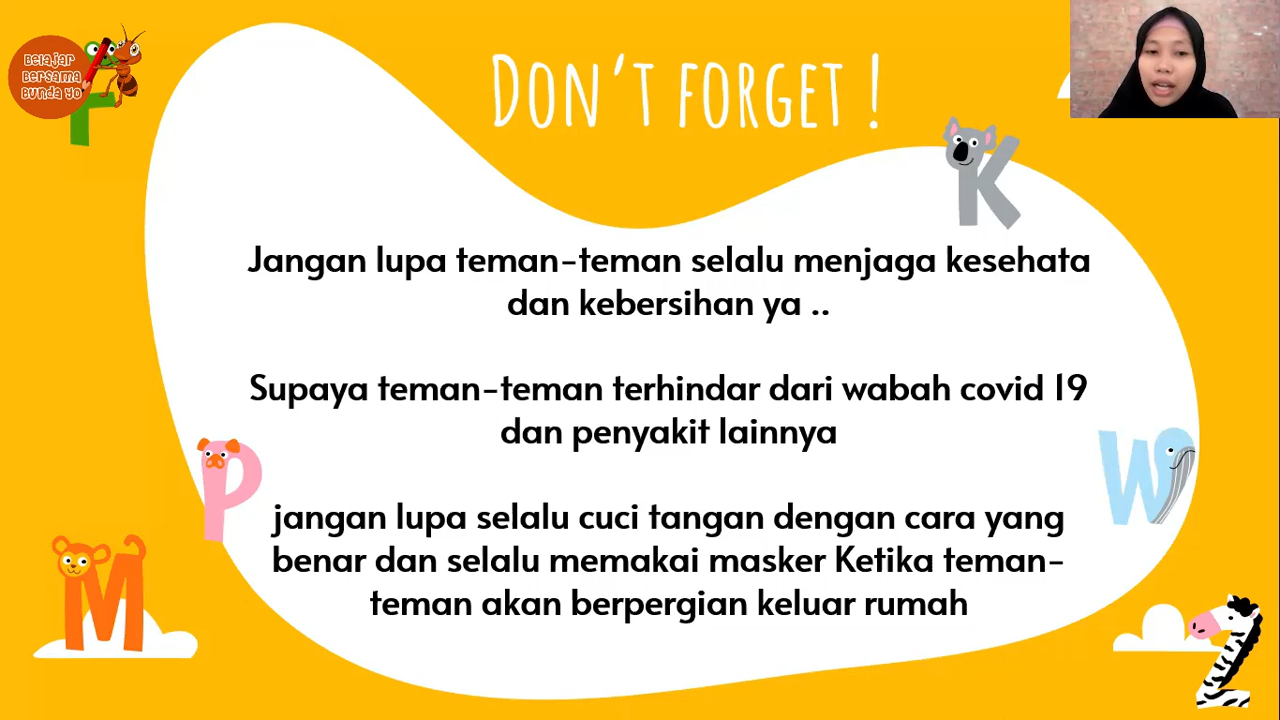 Belajar
Bersama
Bunda Yo
Don't forget !
Jangan lupa teman-teman selalu menjaga kesehata
dan kebersihan ya ..
Supaya teman-teman terhindar dari wabah covid 19
dan penyakit lainnya
jangan lupa selalu cuci tangan dengan cara yang
benar dan selalu memakai masker Ketika teman-
teman akan berpergian keluar rumah
K
P
W
M
Z